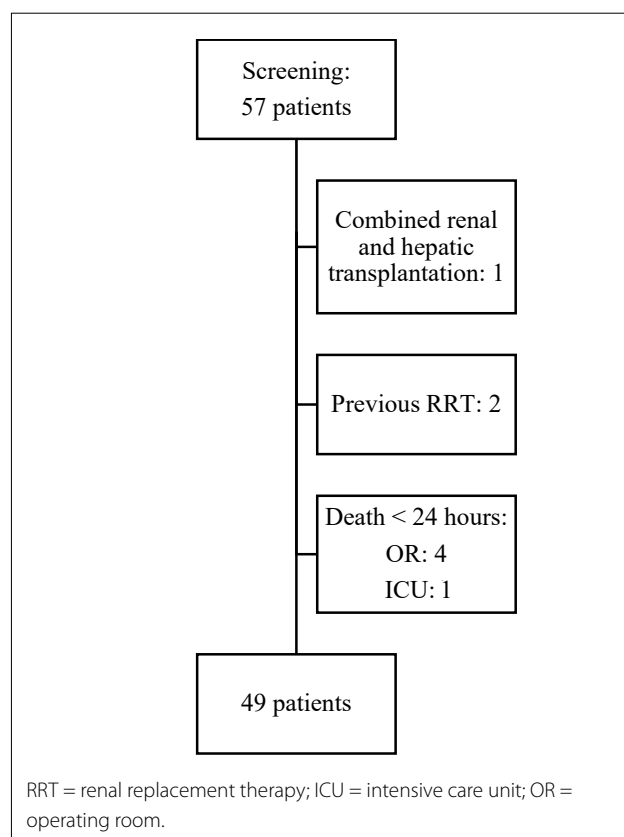 Screening:
57 patients
Combined renal
and hepatic
transplantation: 1
Previous RRT: 2
Death < 24 hours:
OR: 4
ICU: 1
49 patients
RRT = renal replacement therapy; ICU = intensive care unit; OR =
operating room.